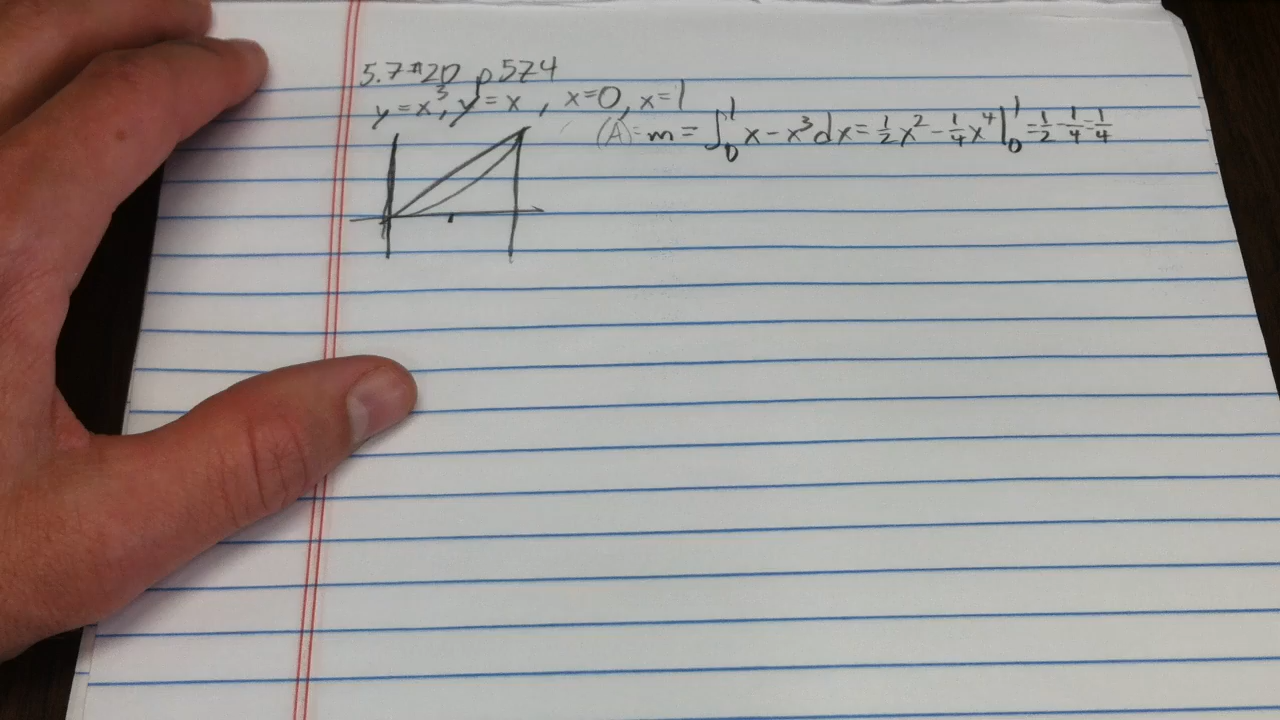 5.7 #20 p 574
y = x³, y = x , x=0, x=1
(A) = m = ∫₀¹ x - x³ dx = ½x² - ¼x⁴ |₀¹ = ½ - ¼ = ¼